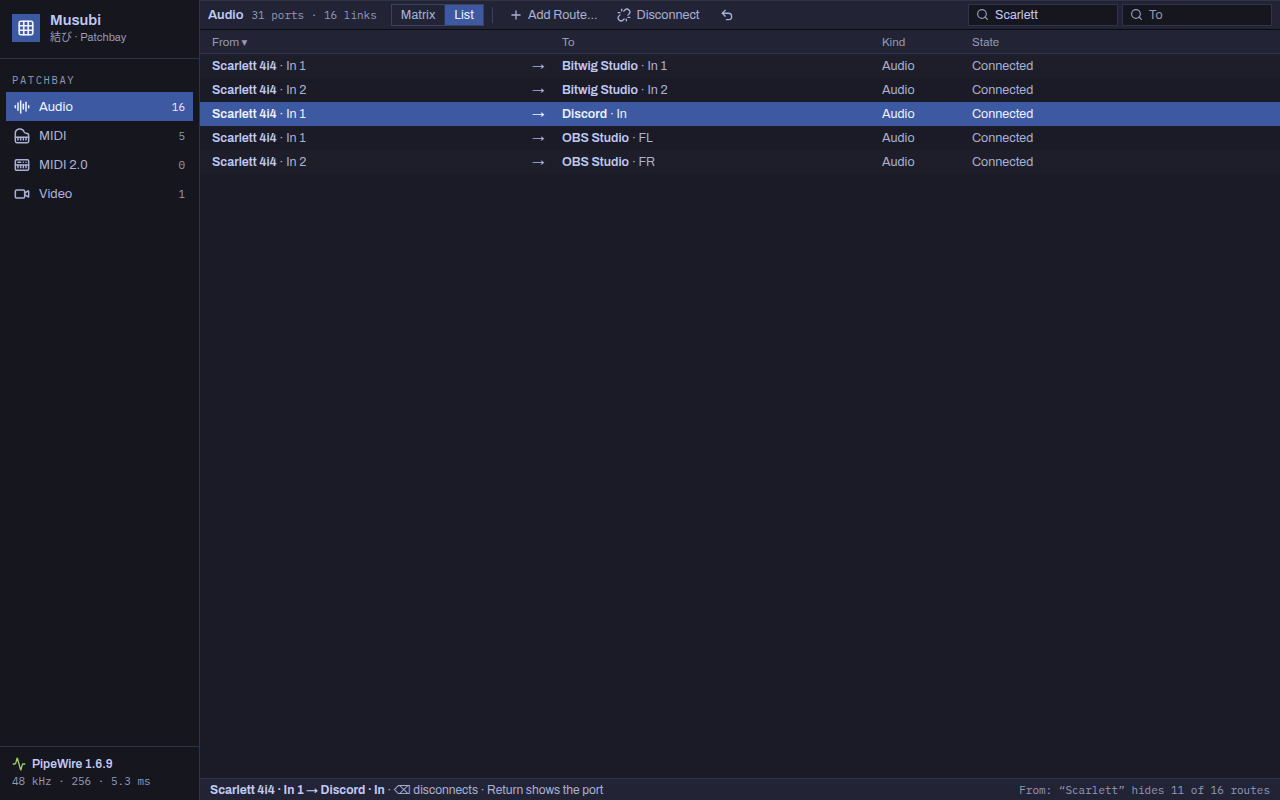 Musubi
結び · Patchbay
PATCHBAY
Audio 16
MIDI 5
MIDI 2.0 0
Video 1
PipeWire 1.6.9
48 kHz · 256 · 5.3 ms
Audio 31 ports · 16 links Matrix List Add Route... Disconnect Scarlett To
From ▾ To Kind State
Scarlett 4i4 · In 1 → Bitwig Studio · In 1 Audio Connected
Scarlett 4i4 · In 2 → Bitwig Studio · In 2 Audio Connected
Scarlett 4i4 · In 1 → Discord · In Audio Connected
Scarlett 4i4 · In 1 → OBS Studio · FL Audio Connected
Scarlett 4i4 · In 2 → OBS Studio · FR Audio Connected
Scarlett 4i4 · In 1 → Discord · In · ⌫ disconnects · Return shows the port From: “Scarlett” hides 11 of 16 routes